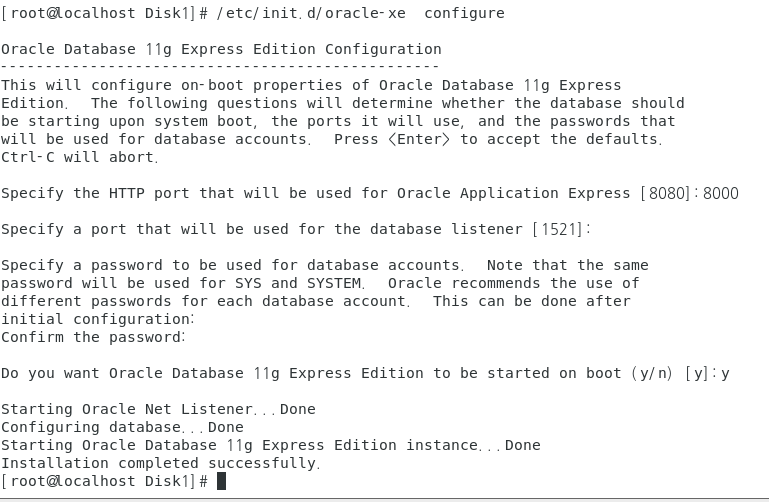 [root@localhost Disk1]# /etc/init.d/oracle-xe  configure
Oracle Database 11g Express Edition Configuration
-------------------------------------------------
This will configure on-boot properties of Oracle Database 11g Express
Edition.  The following questions will determine whether the database should
be starting upon system boot, the ports it will use, and the passwords that
will be used for database accounts.  Press <Enter> to accept the defaults.
Ctrl-C will abort.
Specify the HTTP port that will be used for Oracle Application Express [8080]:8000
Specify a port that will be used for the database listener [1521]:
Specify a password to be used for database accounts.  Note that the same
password will be used for SYS and SYSTEM.  Oracle recommends the use of
different passwords for each database account.  This can be done after
initial configuration:
Confirm the password:
Do you want Oracle Database 11g Express Edition to be started on boot (y/n) [y]:y
Starting Oracle Net Listener...Done
Configuring database...Done
Starting Oracle Database 11g Express Edition instance...Done
Installation completed successfully.
[root@localhost Disk1]#